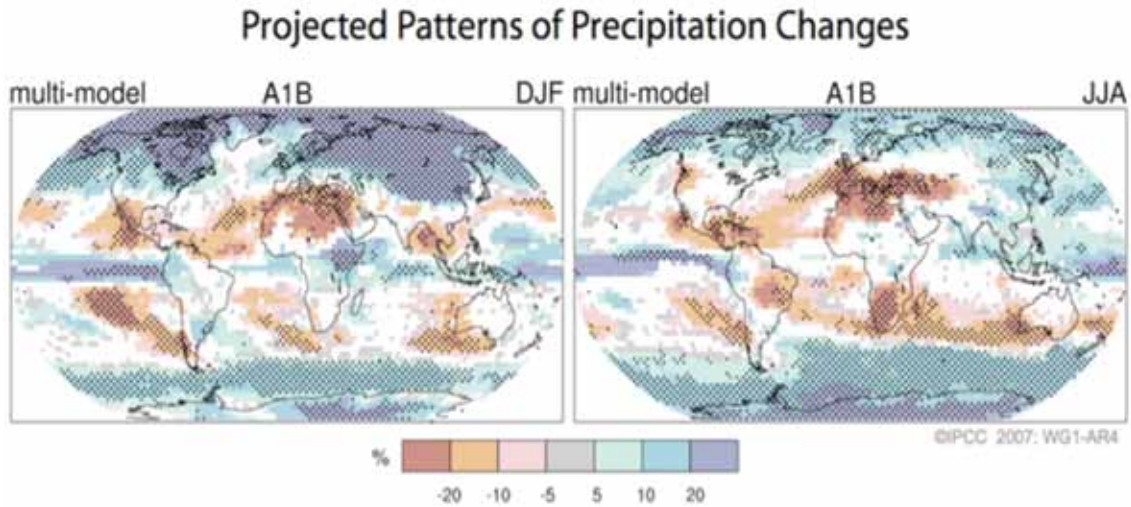 Projected Patterns of Precipitation Changes
multi-model A1B DJF multi-model A1B JJA
©IPCC 2007: WG1-AR4
%
-20 -10 -5 5 10 20